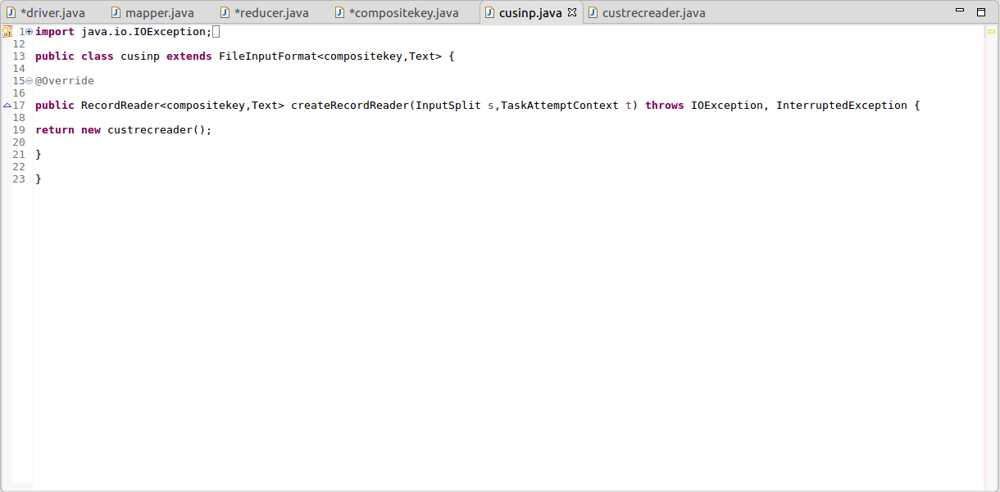 *driver.java mapper.java *reducer.java *compositekey.java cusinp.java custrecreader.java
1 import java.io.IOException;
12
13 public class cusinp extends FileInputFormat<compositekey,Text> {
14
15 @Override
16
17 public RecordReader<compositekey,Text> createRecordReader(InputSplit s,TaskAttemptContext t) throws IOException, InterruptedException {
18
19 return new custrecreader();
20
21 }
22
23 }